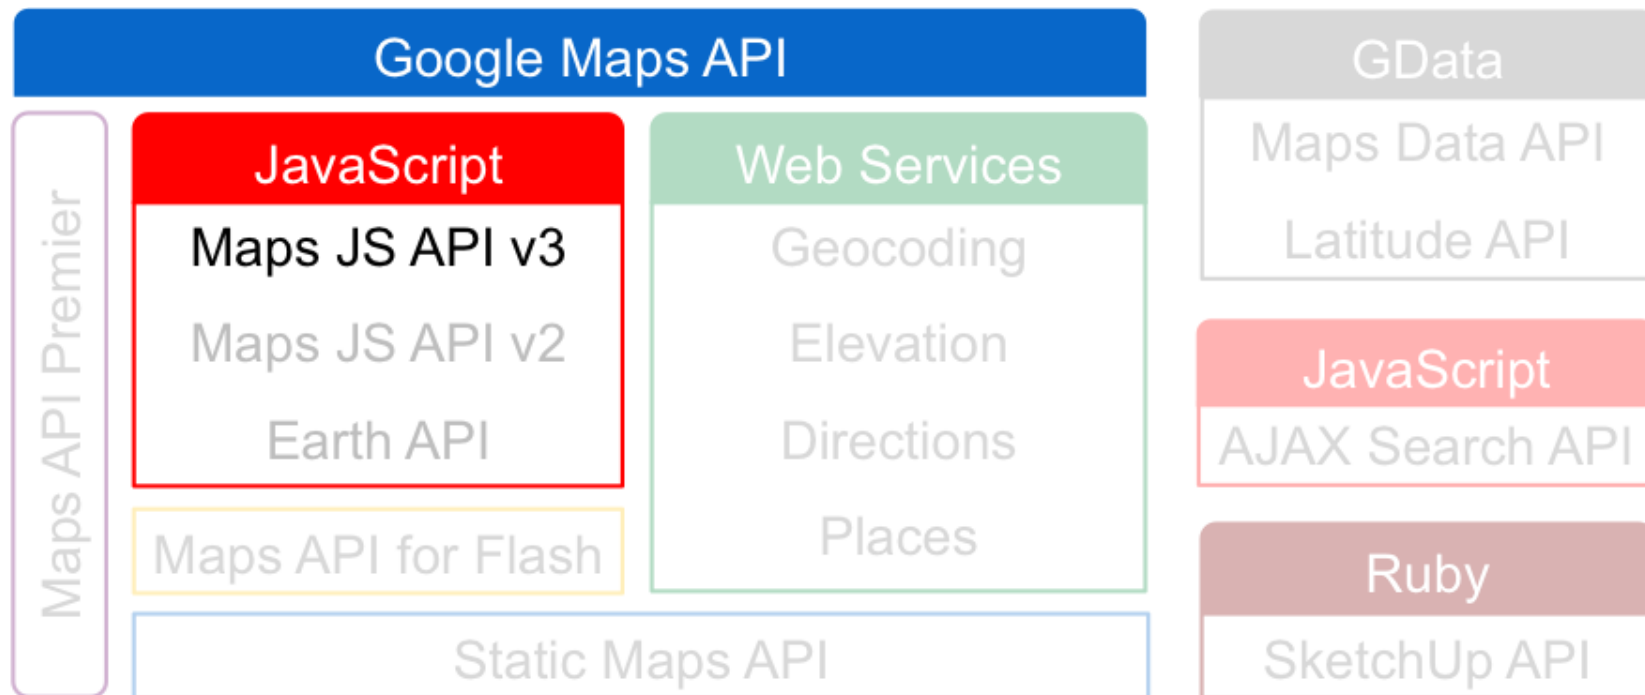 Google Maps API
Maps API Premier
JavaScript
Maps JS API v3
Maps JS API v2
Earth API
Maps API for Flash
Web Services
Geocoding
Elevation
Directions
Places
Static Maps API
GData
Maps Data API
Latitude API
JavaScript
AJAX Search API
Ruby
SketchUp API